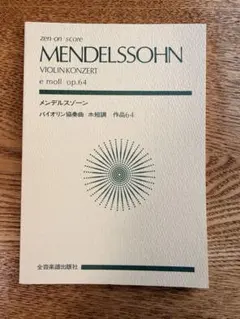 zen-on score
MENDELSSOHN
VIOLINKONZERT
e moll op.64
メンデルスゾーン
バイオリン協奏曲 ホ短調 作品64
全音楽譜出版社